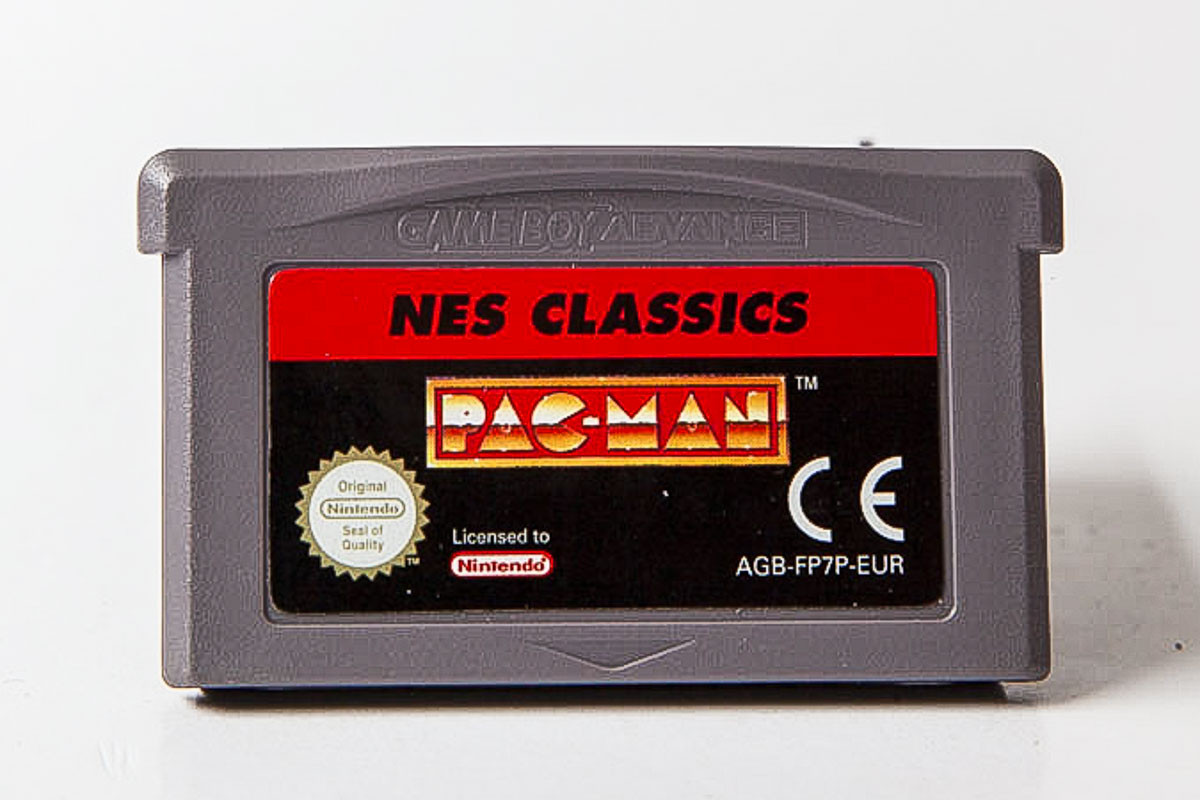 GAME BOY ADVANCE
NES CLASSICS
PAC-MAN TM
Original
Nintendo
Seal of
Quality TM
Licensed to
Nintendo
CE
AGB-FP7P-EUR